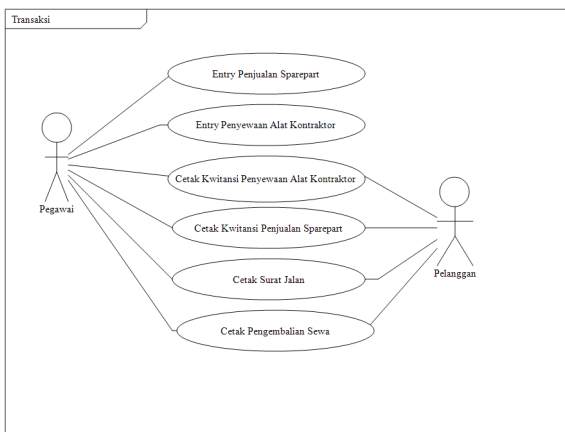 Transaksi
Entry Penjualan Sparepart
Entry Penyewaan Alat Kontraktor
Cetak Kwitansi Penyewaan Alat Kontraktor
Pegawai
Cetak Kwitansi Penjualan Sparepart
Pelanggan
Cetak Surat Jalan
Cetak Pengembalian Sewa